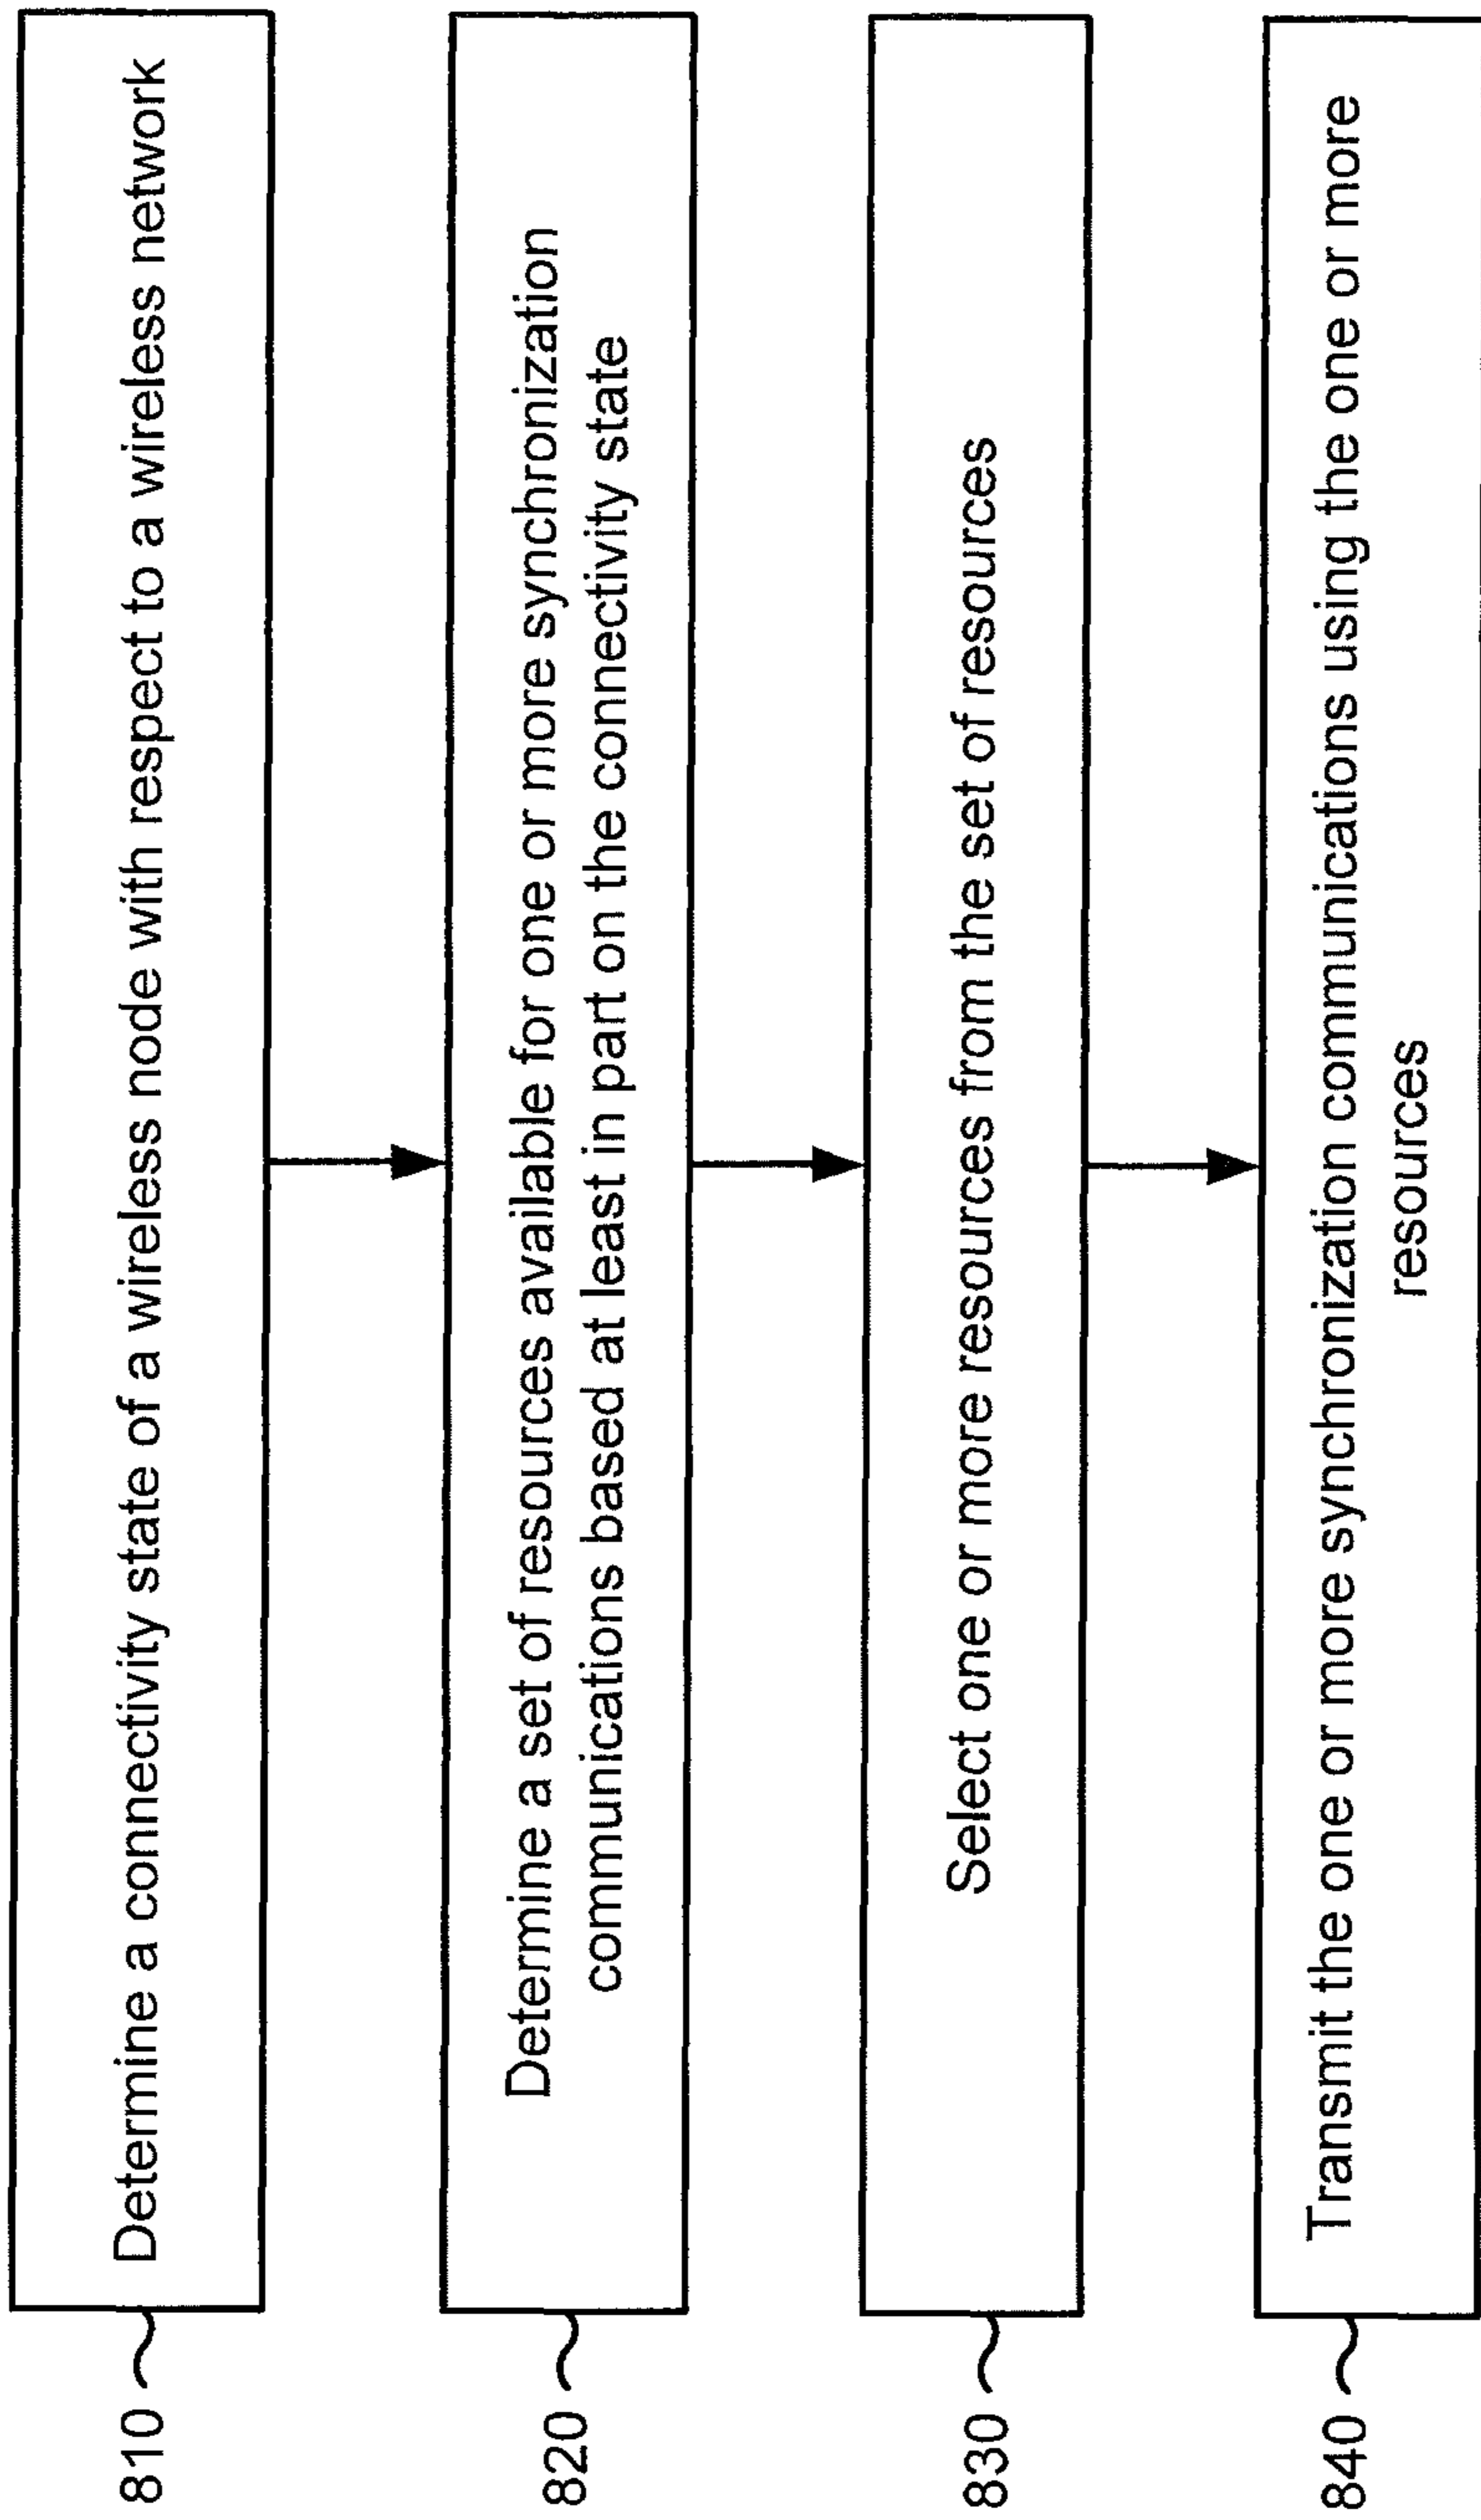 810
Determine a connectivity state of a wireless node with respect to a wireless network
820
Determine a set of resources available for one or more synchronization
communications based at least in part on the connectivity state
830
Select one or more resources from the set of resources
840
Transmit the one or more synchronization communications using the one or more
resources